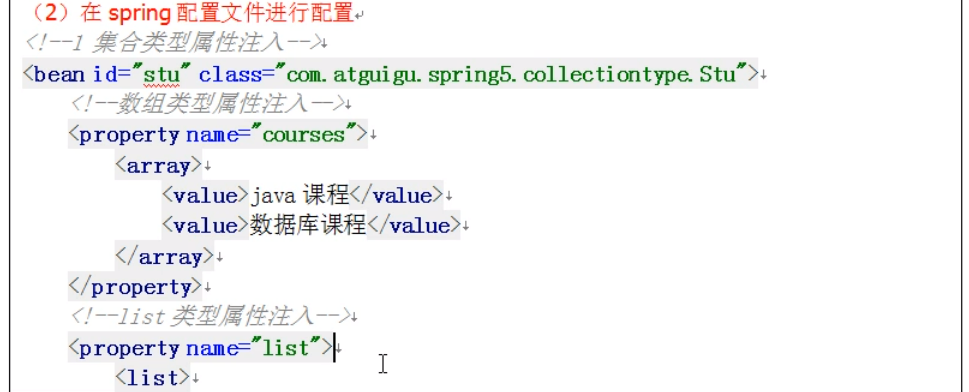 （2）在 spring 配置文件进行配置
<!--1 集合类型属性注入-->
<bean id="stu" class="com.atguigu.spring5.collectiontype.Stu">
<!--数组类型属性注入-->
<property name="courses">
<array>
<value>java 课程</value>
<value>数据库课程</value>
</array>
</property>
<!--list 类型属性注入-->
<property name="list">
<list>